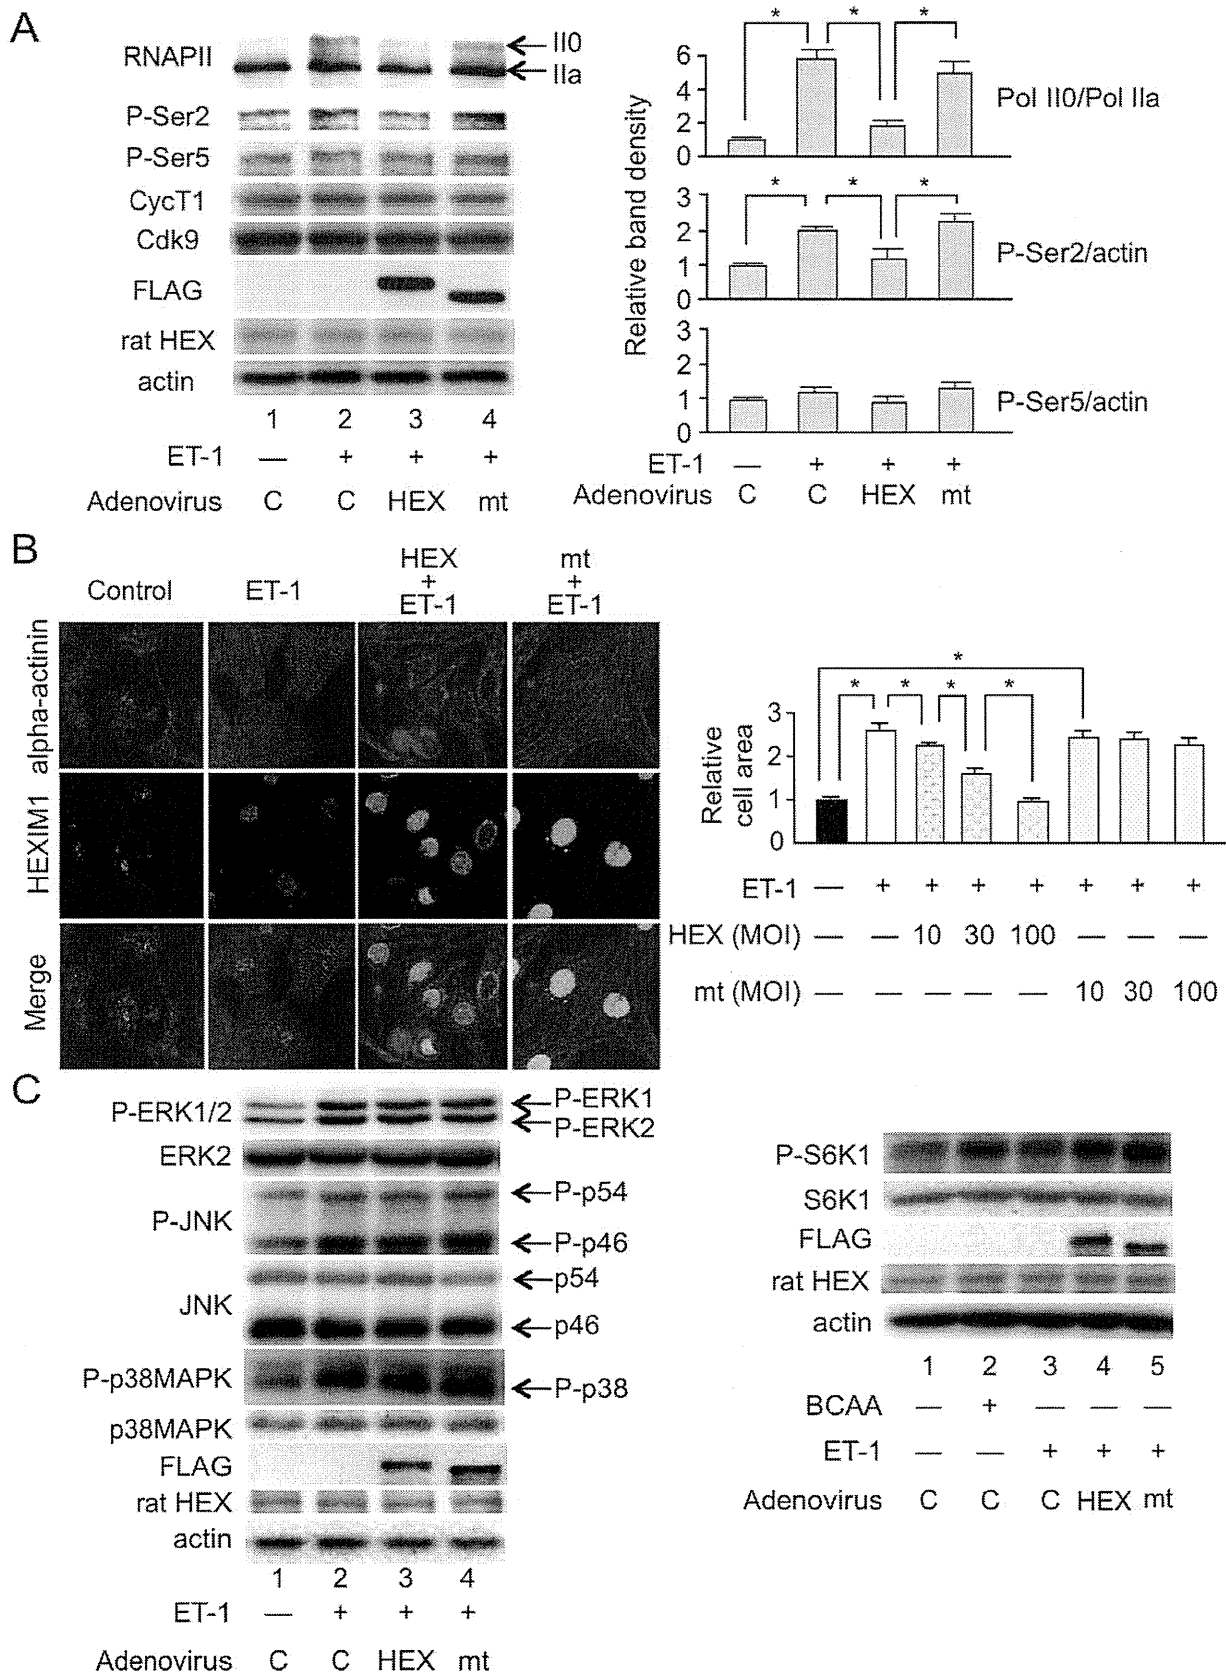 A
RNAPII
II0
IIa
P-Ser2
P-Ser5
CycT1
Cdk9
FLAG
rat HEX
actin
1 2 3 4
ET-1 — + + +
Adenovirus C C HEX mt
Relative band density
* * *
6
4
2
0
Pol II0/Pol IIa
* * *
3
2
1
0
P-Ser2/actin
3
2
1
0
P-Ser5/actin
ET-1 — + + +
Adenovirus C C HEX mt
B
Control
ET-1
HEX
+
ET-1
mt
+
ET-1
alpha-actinin
HEXIM1
Merge
Relative
cell area
*
* * * *
3
2
1
0
ET-1 — + + + + + + +
HEX (MOI) — — 10 30 100 — — —
mt (MOI) — — — — — 10 30 100
C
P-ERK1/2
P-ERK1
P-ERK2
ERK2
P-JNK
P-p54
P-p46
JNK
p54
p46
P-p38MAPK
P-p38
p38MAPK
FLAG
rat HEX
actin
1 2 3 4
ET-1 — + + +
Adenovirus C C HEX mt
P-S6K1
S6K1
FLAG
rat HEX
actin
1 2 3 4 5
BCAA — + — — —
ET-1 — — + + +
Adenovirus C C C HEX mt